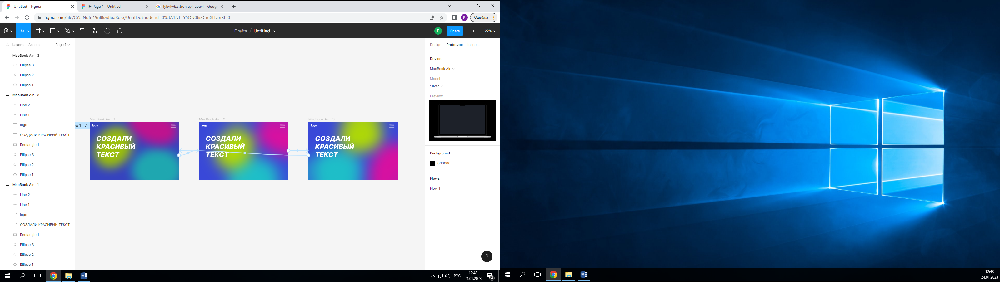 Untitled – Figma
Page 1 - Untitled
fybvfwbz ,truhfeylf abuvf - Googl
figma.com/file/CYJ3Nqfg19nI8sw8uaXdsx/Untitled?node-id=0%3A1&t=Y5ON06sQrmXHvmRL-0
F
Ошибка
Drafts / Untitled
F
Share
22%
Layers
Assets
Page 1
MacBook Air - 3
Ellipse 3
Ellipse 2
Ellipse 1
MacBook Air - 2
Line 2
Line 1
logo
СОЗДАЛИ КРАСИВЫЙ ТЕКСТ
Rectangle 1
Ellipse 3
Ellipse 2
Ellipse 1
MacBook Air - 1
Line 2
Line 1
logo
СОЗДАЛИ КРАСИВЫЙ ТЕКСТ
Rectangle 1
Ellipse 3
Ellipse 2
Ellipse 1
w 1
MacBook Air - 1
logo
СОЗДАЛИ
КРАСИВЫЙ
ТЕКСТ
MacBook Air - 2
logo
СОЗДАЛИ
КРАСИВЫЙ
ТЕКСТ
MacBook Air - 3
logo
СОЗДАЛИ
КРАСИВЫЙ
ТЕКСТ
Design
Prototype
Inspect
Device
MacBook Air
Model
Silver
Preview
Background
000000
Flows
Flow 1
?
РУС
12:48
24.01.2023
4
12:48
24.01.2023